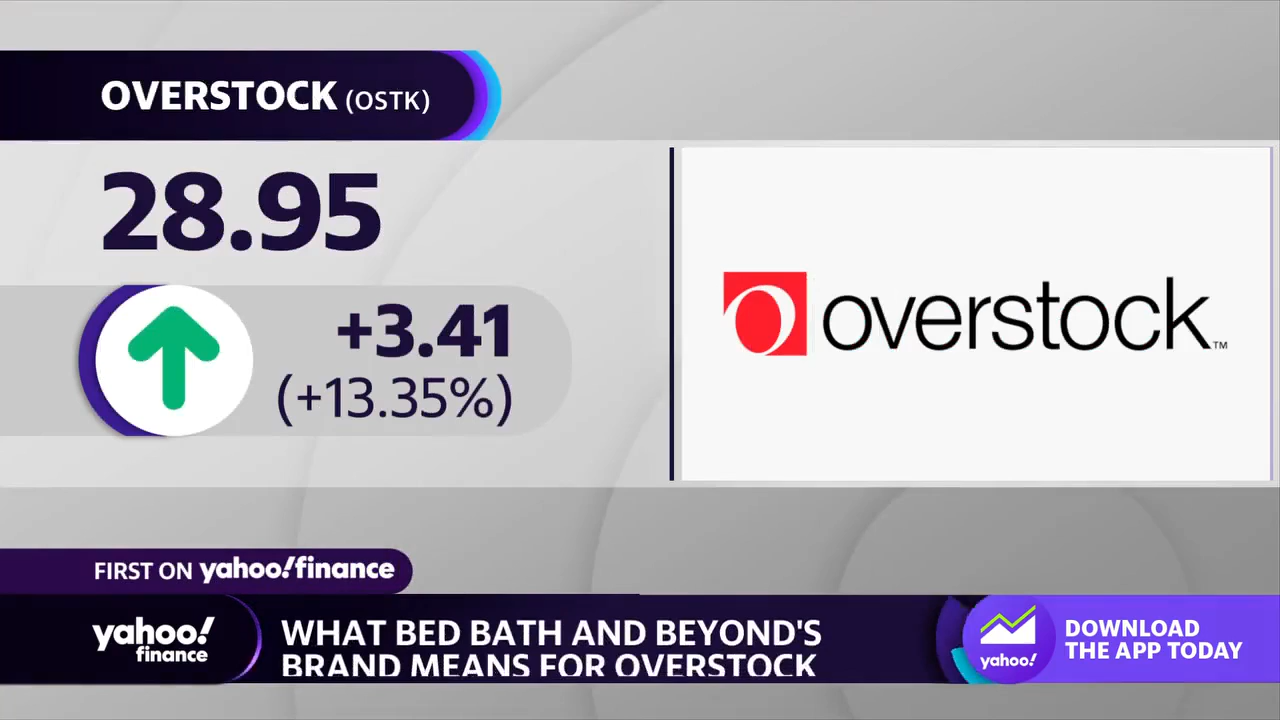 OVERSTOCK (OSTK)
28.95
+3.41
(+13.35%)
overstock™
FIRST ON yahoo!finance
yahoo!
finance
WHAT BED BATH AND BEYOND'S
BRAND MEANS FOR OVERSTOCK
yahoo!
DOWNLOAD
THE APP TODAY